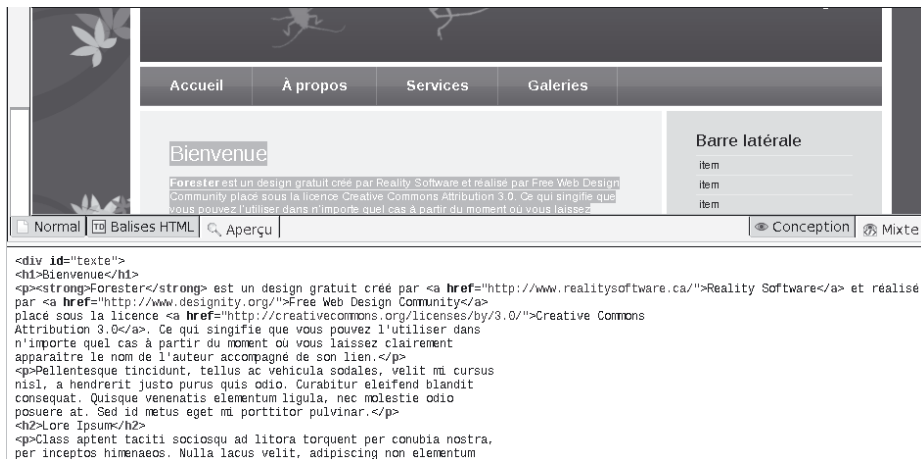 Accueil À propos Services Galeries
Bienvenue
Forester est un design gratuit créé par Reality Software et réalisé par Free Web Design
Community placé sous la licence Creative Commons Attribution 3.0. Ce qui singifie que
vous pouvez l'utiliser dans n'importe quel cas à partir du moment où vous laissez
Barre latérale
item
item
item
Normal Balises HTML Aperçu Conception Mixte
<div id="texte">
<h1>Bienvenue</h1>
<p><strong>Forester</strong> est un design gratuit créé par <a href="http://www.realitysoftware.ca/">Reality Software</a> et réalisé
par <a href="http://www.designity.org/">Free Web Design Community</a>
placé sous la licence <a href="http://creativecommons.org/licenses/by/3.0/">Creative Commons
Attribution 3.0</a>. Ce qui singifie que vous pouvez l'utiliser dans
n'importe quel cas à partir du moment où vous laissez clairement
apparaître le nom de l'auteur accompagné de son lien.</p>
<p>Pellentesque tincidunt, tellus ac vehicula sodales, velit mi cursus
nisl, a hendrerit justo purus quis odio. Curabitur eleifend blandit
consequat. Quisque venenatis elementum ligula, nec molestie odio
posuere at. Sed id metus eget mi porttitor pulvinar.</p>
<h2>Lore Ipsum</h2>
<p>Class aptent taciti sociosqu ad litora torquent per conubia nostra,
per inceptos himenaeos. Nulla lacus velit, adipiscing non elementum